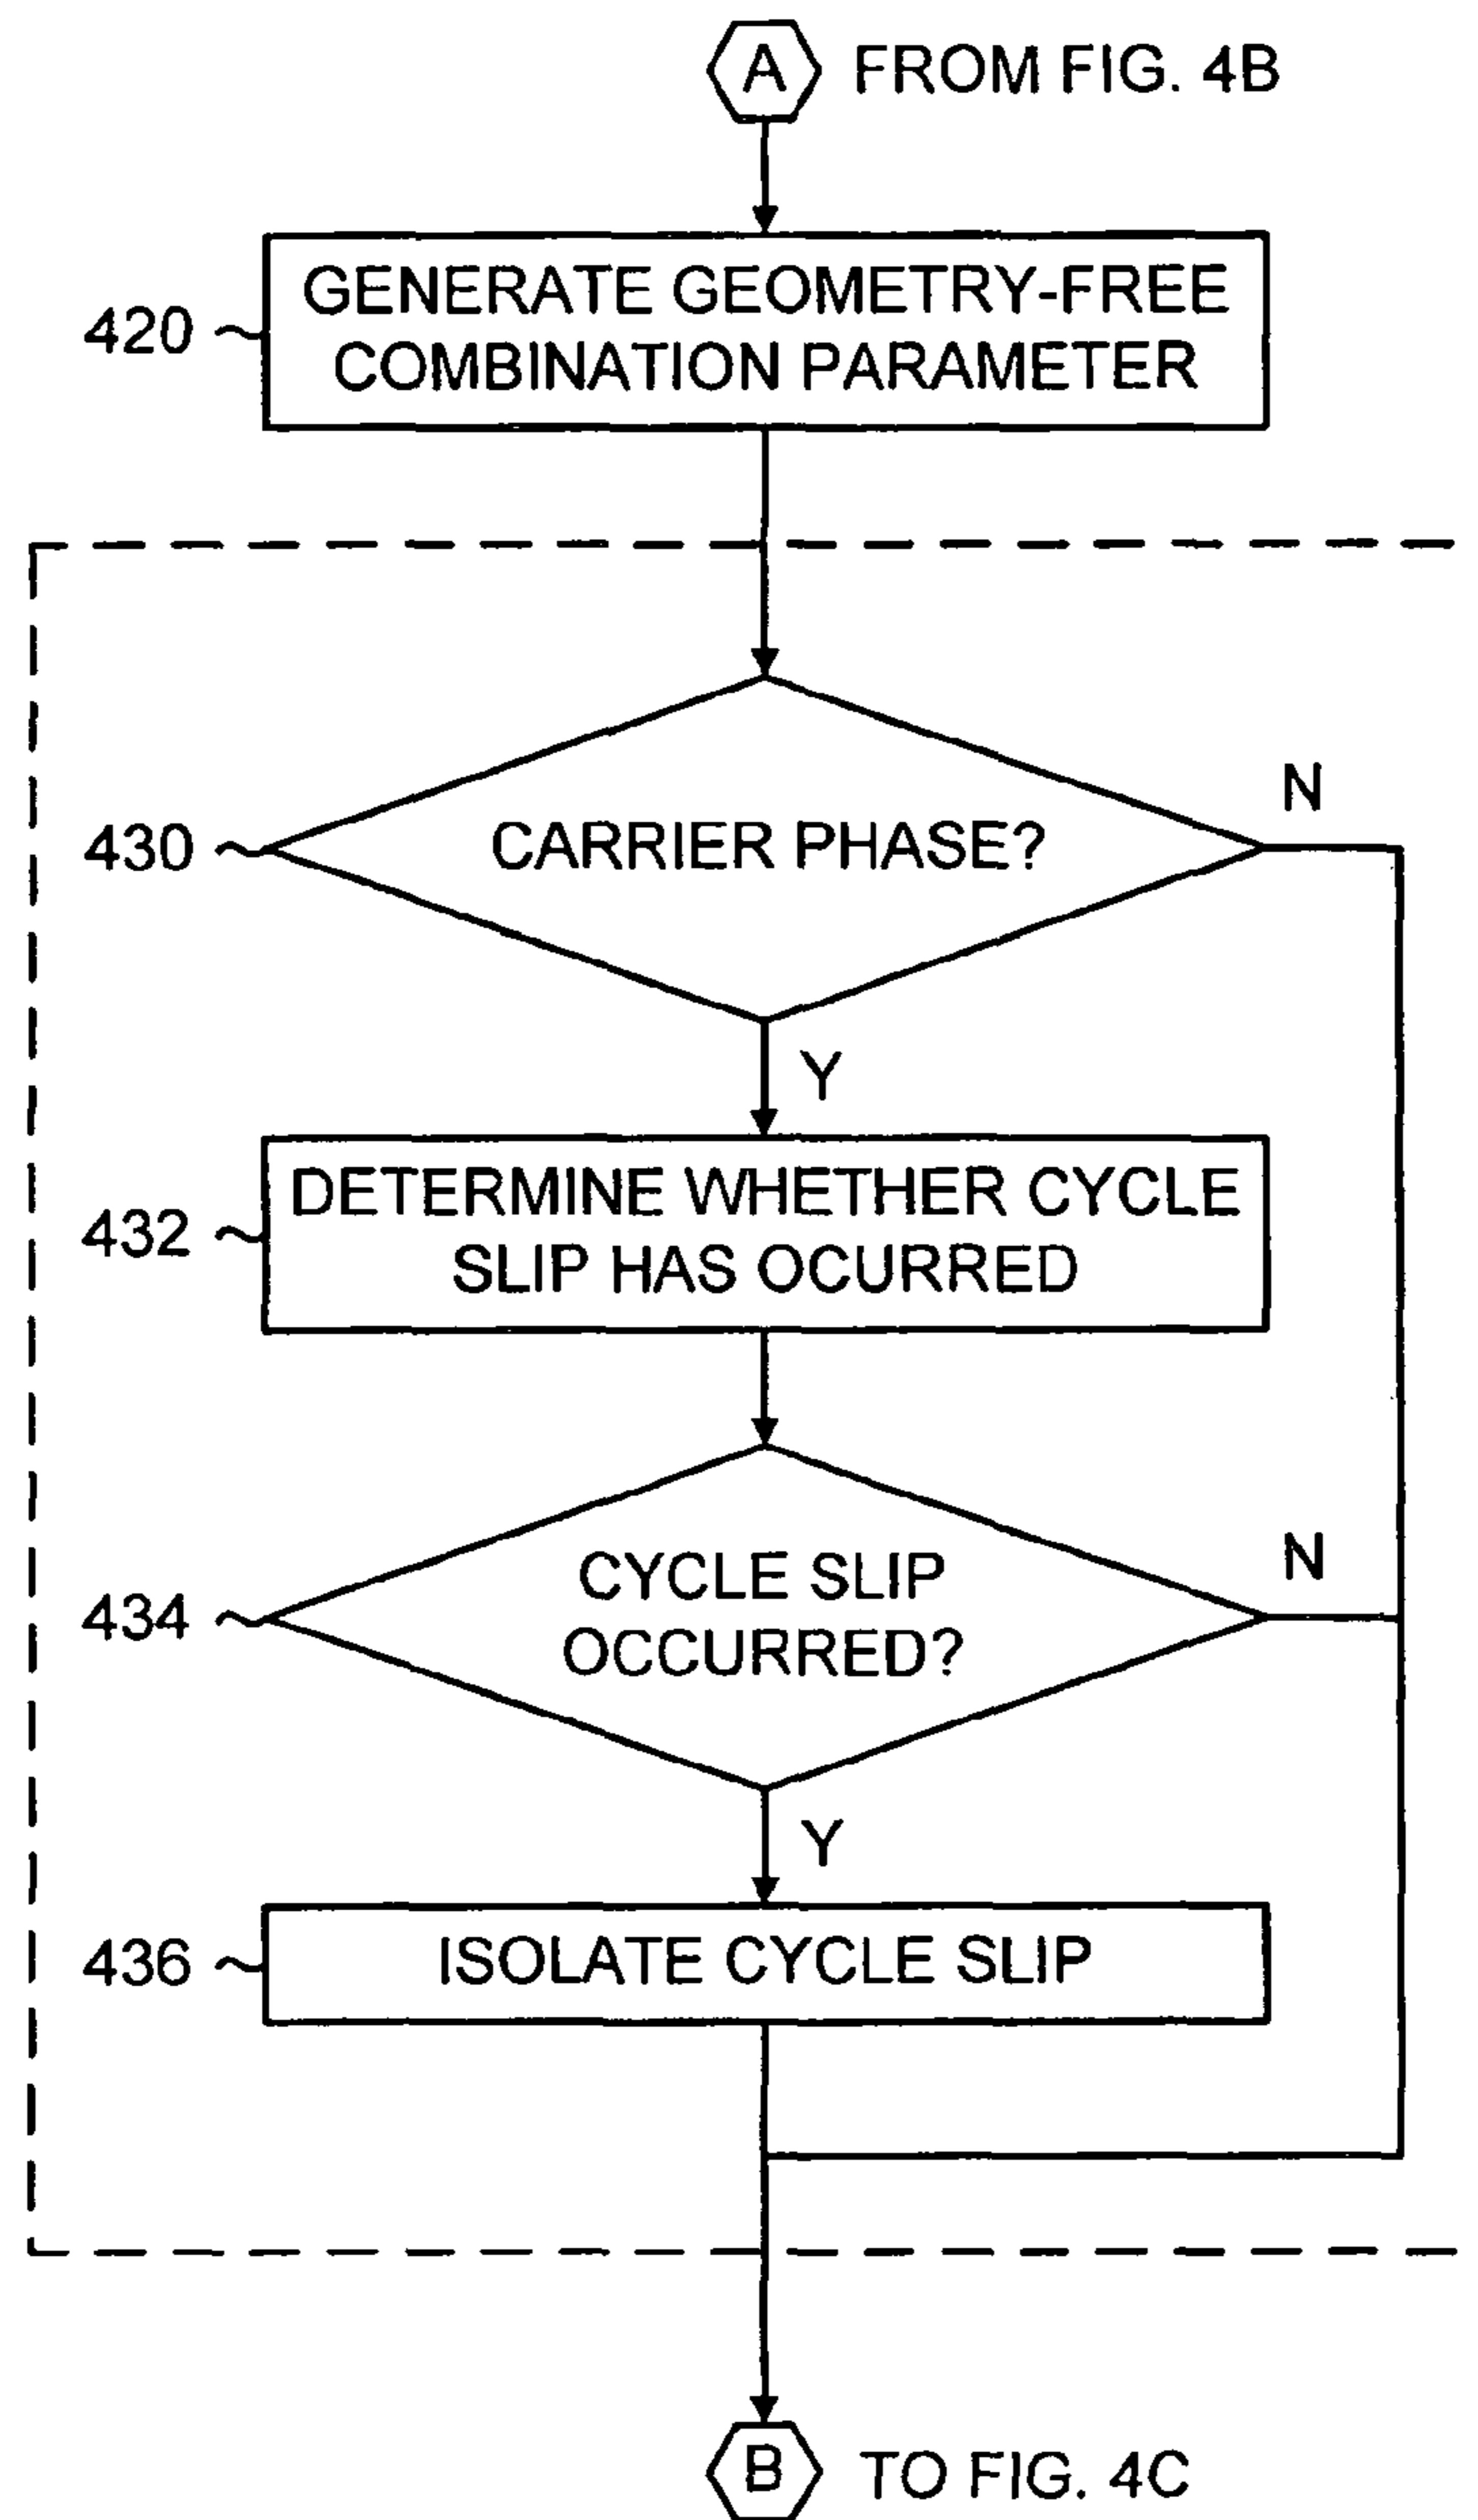 A FROM FIG. 4B
GENERATE GEOMETRY-FREE
COMBINATION PARAMETER
420
N
430
CARRIER PHASE?
Y
DETERMINE WHETHER CYCLE
SLIP HAS OCURRED
432
N
CYCLE SLIP
OCCURRED?
434
Y
436
ISOLATE CYCLE SLIP
B TO FIG. 4C